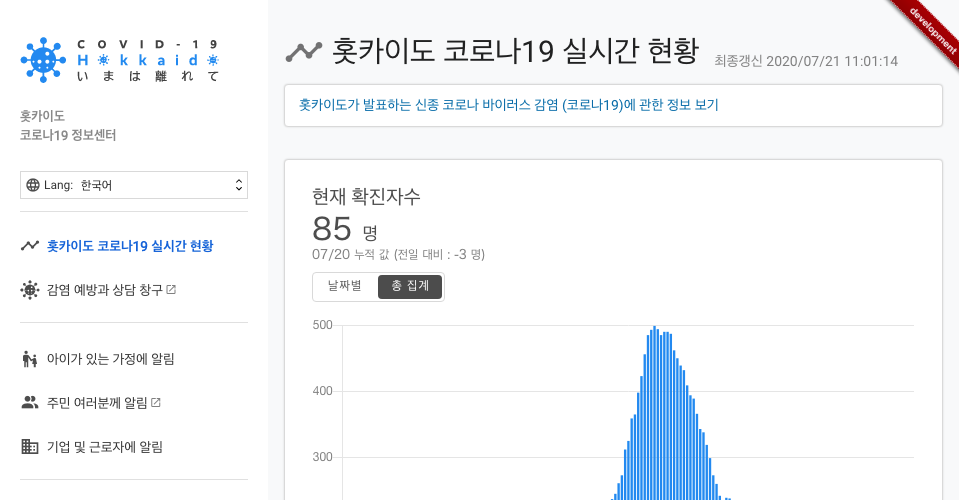 COVID-19
Hokkaido
いまは離れて
홋카이도
코로나19 정보센터
Lang: 한국어
홋카이도 코로나19 실시간 현황
감염 예방과 상담 창구
아이가 있는 가정에 알림
주민 여러분께 알림
기업 및 근로자에 알림
development
홋카이도 코로나19 실시간 현황
최종갱신 2020/07/21 11:01:14
홋카이도가 발표하는 신종 코로나 바이러스 감염 (코로나19)에 관한 정보 보기
현재 확진자수
85 명
07/20 누적 값 (전일 대비 : -3 명)
날짜별 총 집계
500
400
300